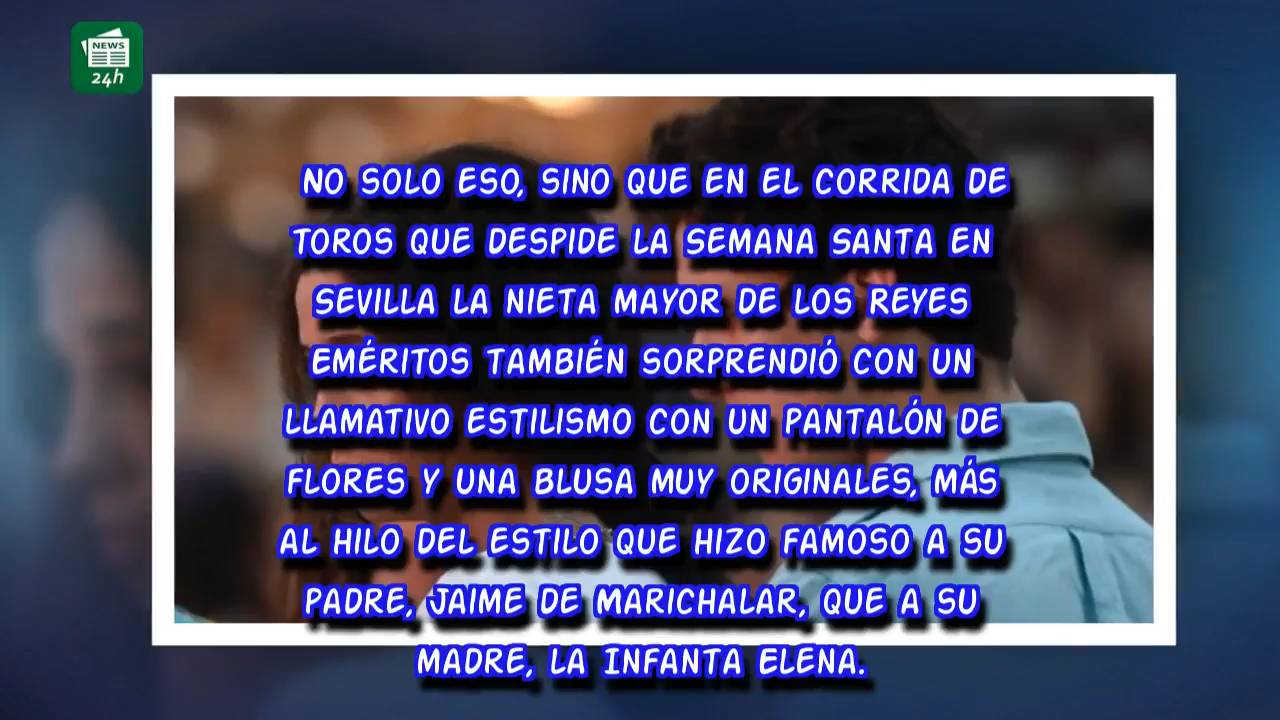 NEWS
24h
NO SOLO ESO, SINO QUE EN EL CORRIDA DE
TOROS QUE DESPIDE LA SEMANA SANTA EN
SEVILLA LA NIETA MAYOR DE LOS REYES
EMÉRITOS TAMBIÉN SORPRENDIÓ CON UN
LLAMATIVO ESTILISMO CON UN PANTALÓN DE
FLORES Y UNA BLUSA MUY ORIGINALES, MÁS
AL HILO DEL ESTILO QUE HIZO FAMOSO A SU
PADRE, JAIME DE MARICHALAR, QUE A SU
MADRE, LA INFANTA ELENA.